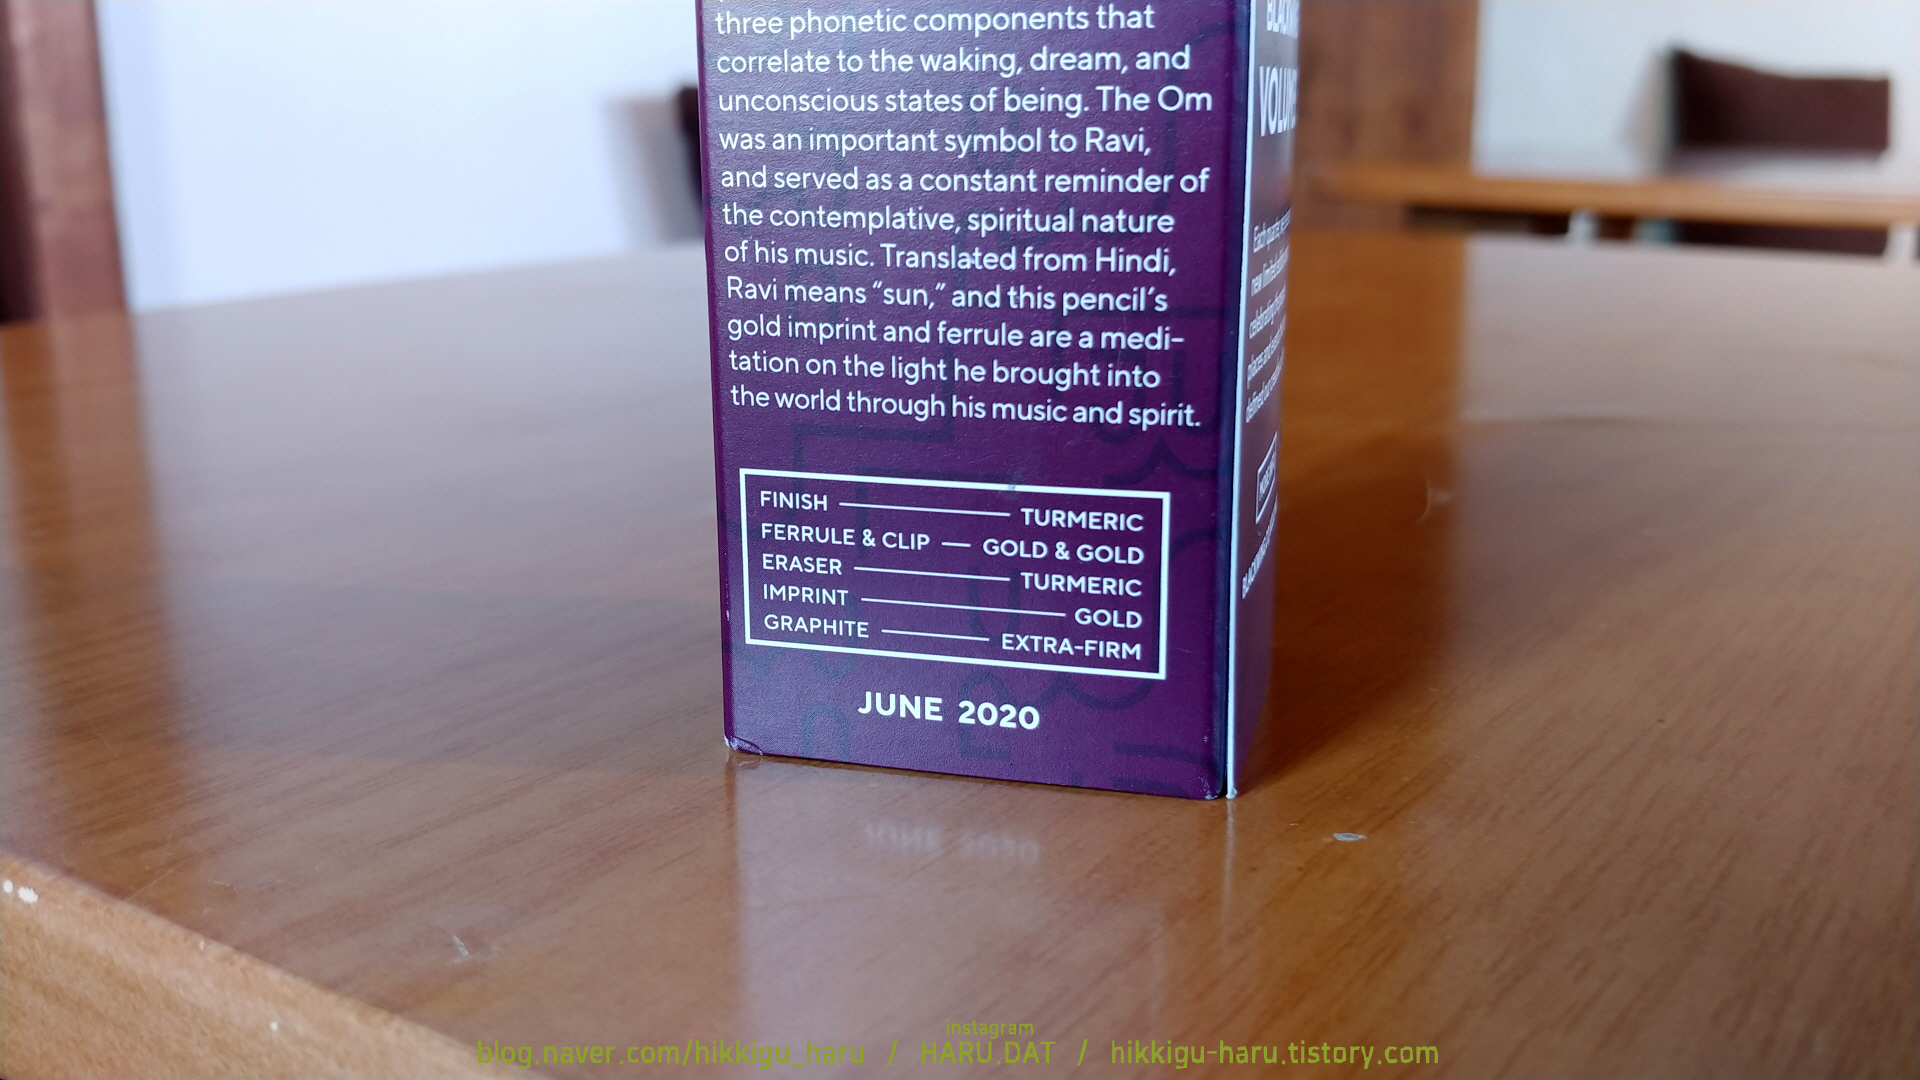 three phonetic components that
correlate to the waking, dream, and
unconscious states of being. The Om
was an important symbol to Ravi,
and served as a constant reminder of
the contemplative, spiritual nature
of his music. Translated from Hindi,
Ravi means “sun,” and this pencil’s
gold imprint and ferrule are a medi-
tation on the light he brought into
the world through his music and spirit.
FINISH TURMERIC
FERRULE & CLIP GOLD & GOLD
ERASER TURMERIC
IMPRINT GOLD
GRAPHITE EXTRA-FIRM
JUNE 2020
instagram
blog.naver.com/hikkigu_haru / HARU.DAT / hikkigu-haru.tistory.com